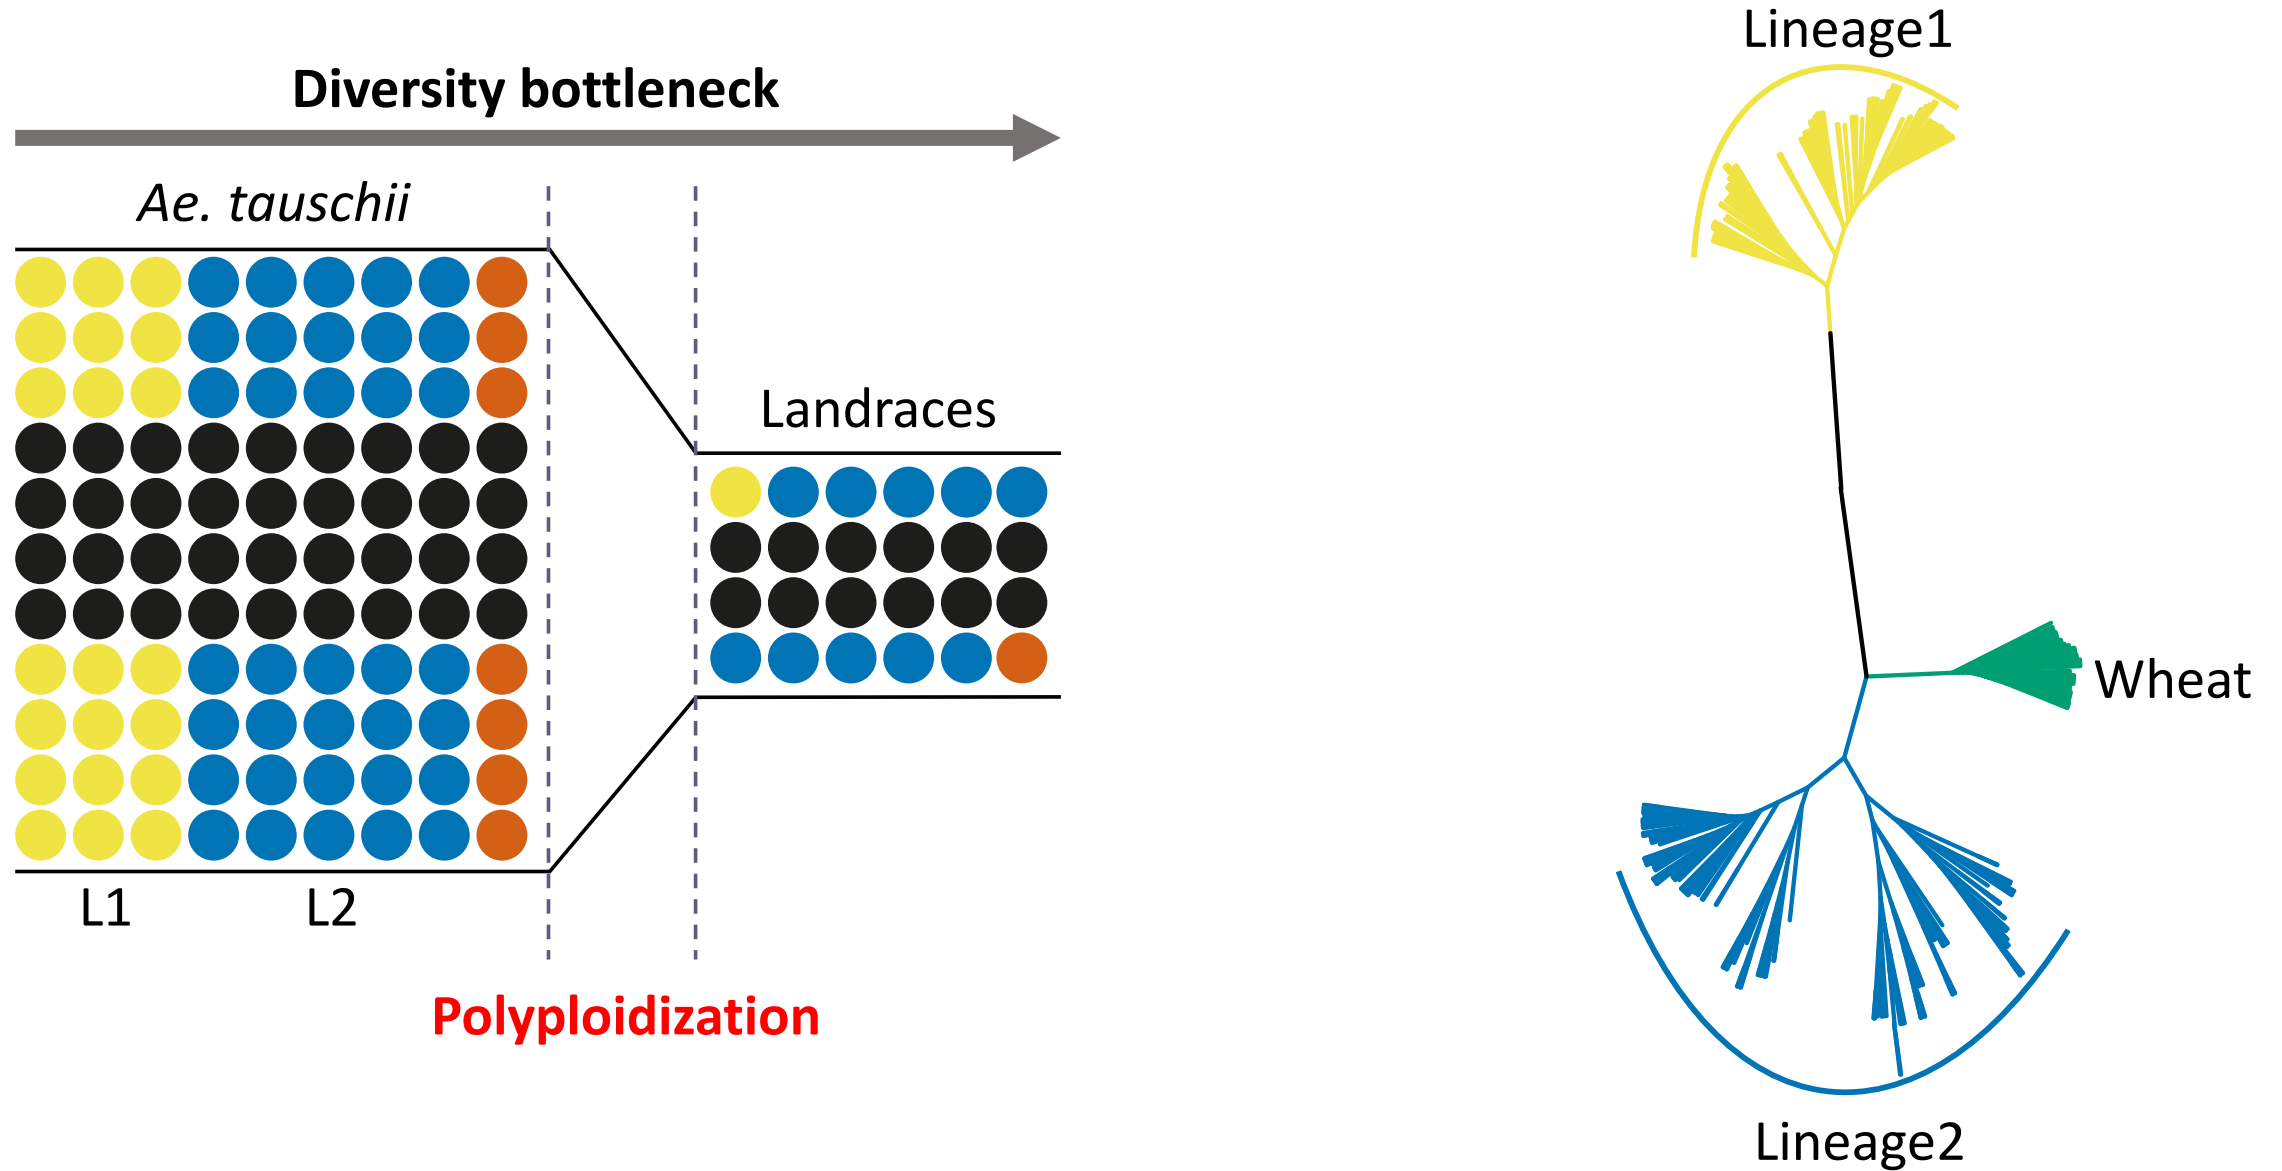 Diversity bottleneck
Ae. tauschii
Landraces
L1
L2
Polyploidization
Lineage1
Wheat
Lineage2